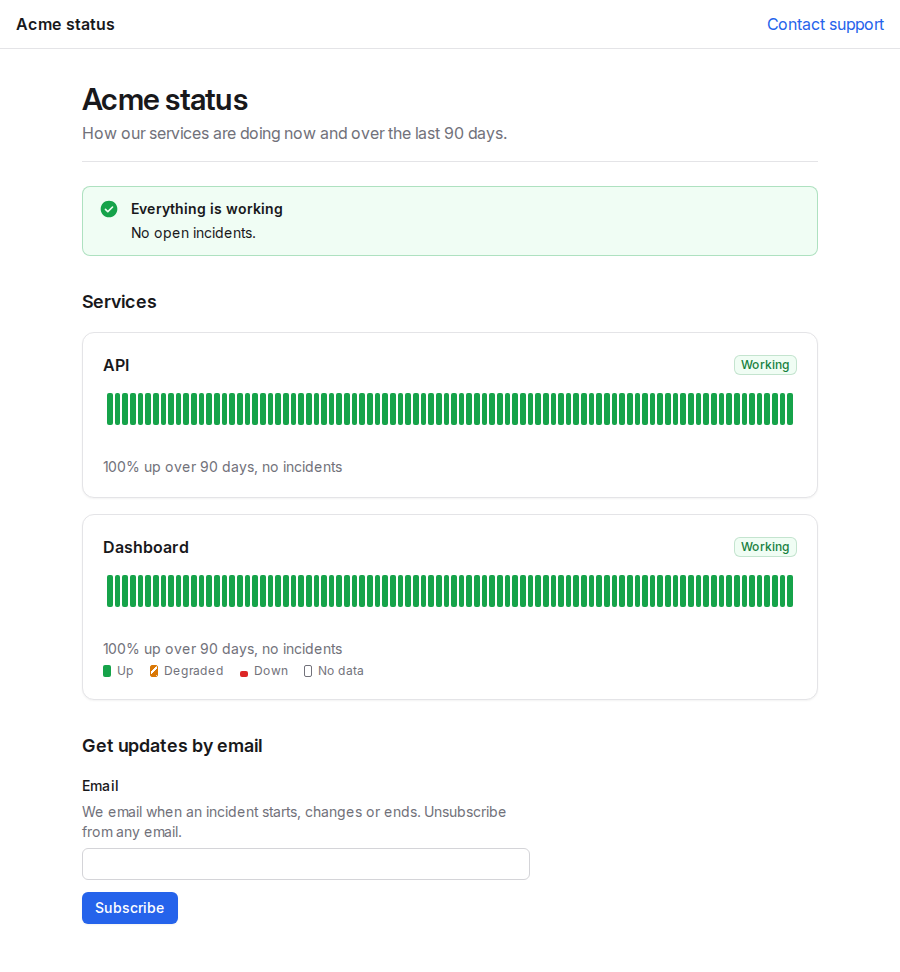 Acme status
Contact support
Acme status
How our services are doing now and over the last 90 days.
Everything is working
No open incidents.
Services
API
Working
100% up over 90 days, no incidents
Dashboard
Working
100% up over 90 days, no incidents
Up
Degraded
Down
No data
Get updates by email
Email
We email when an incident starts, changes or ends. Unsubscribe
from any email.
Subscribe